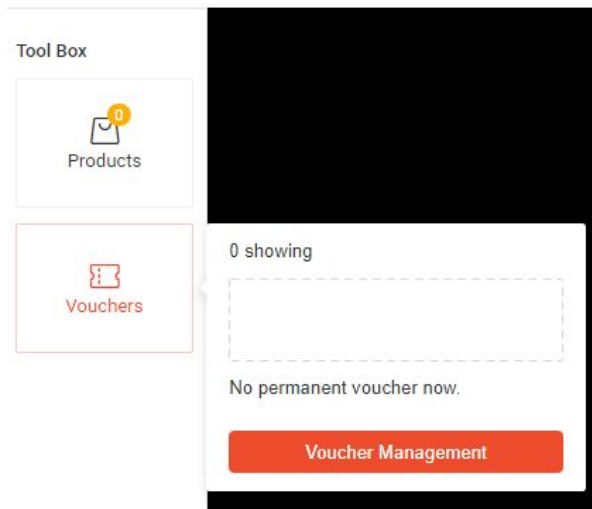 Tool Box
0
Products
Vouchers
0 showing
No permanent voucher now.
Voucher Management